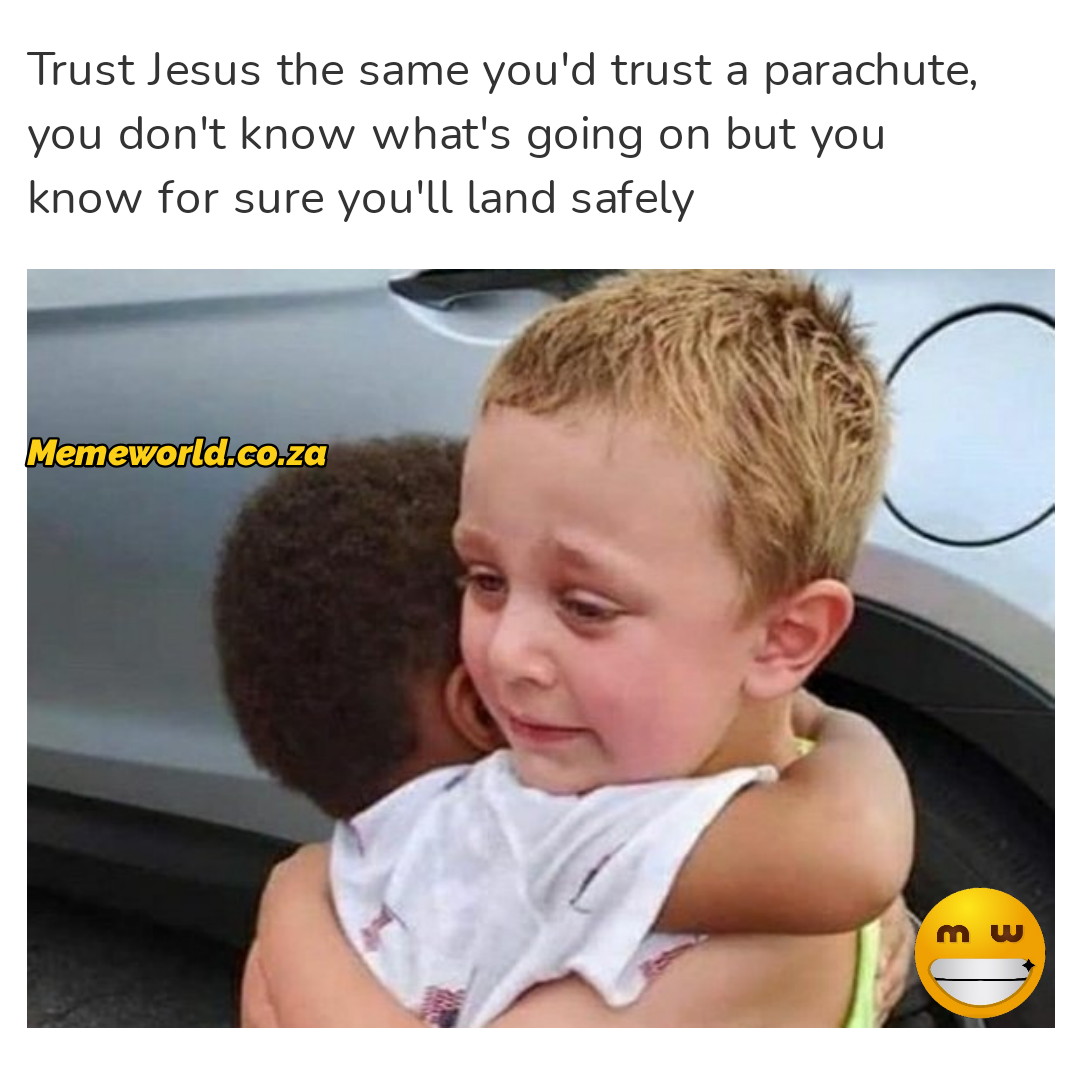 Trust Jesus the same you'd trust a parachute,
you don't know what's going on but you
know for sure you'll land safely
Memeworld.co.za
m w